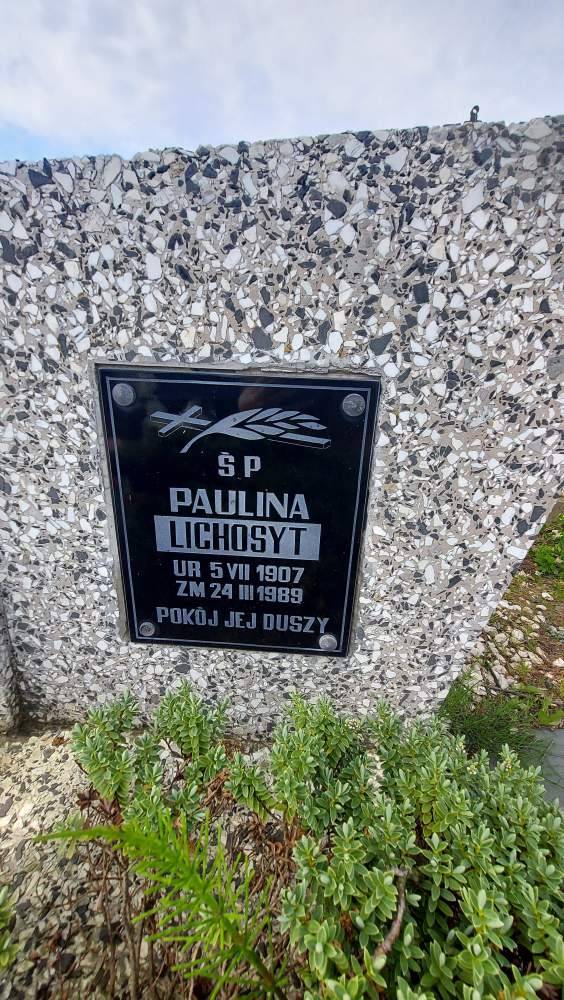 Ś P
PAULINA
LICHOSYT
UR 5 VII 1907
ZM 24 III 1989
POKÓJ JEJ DUSZY